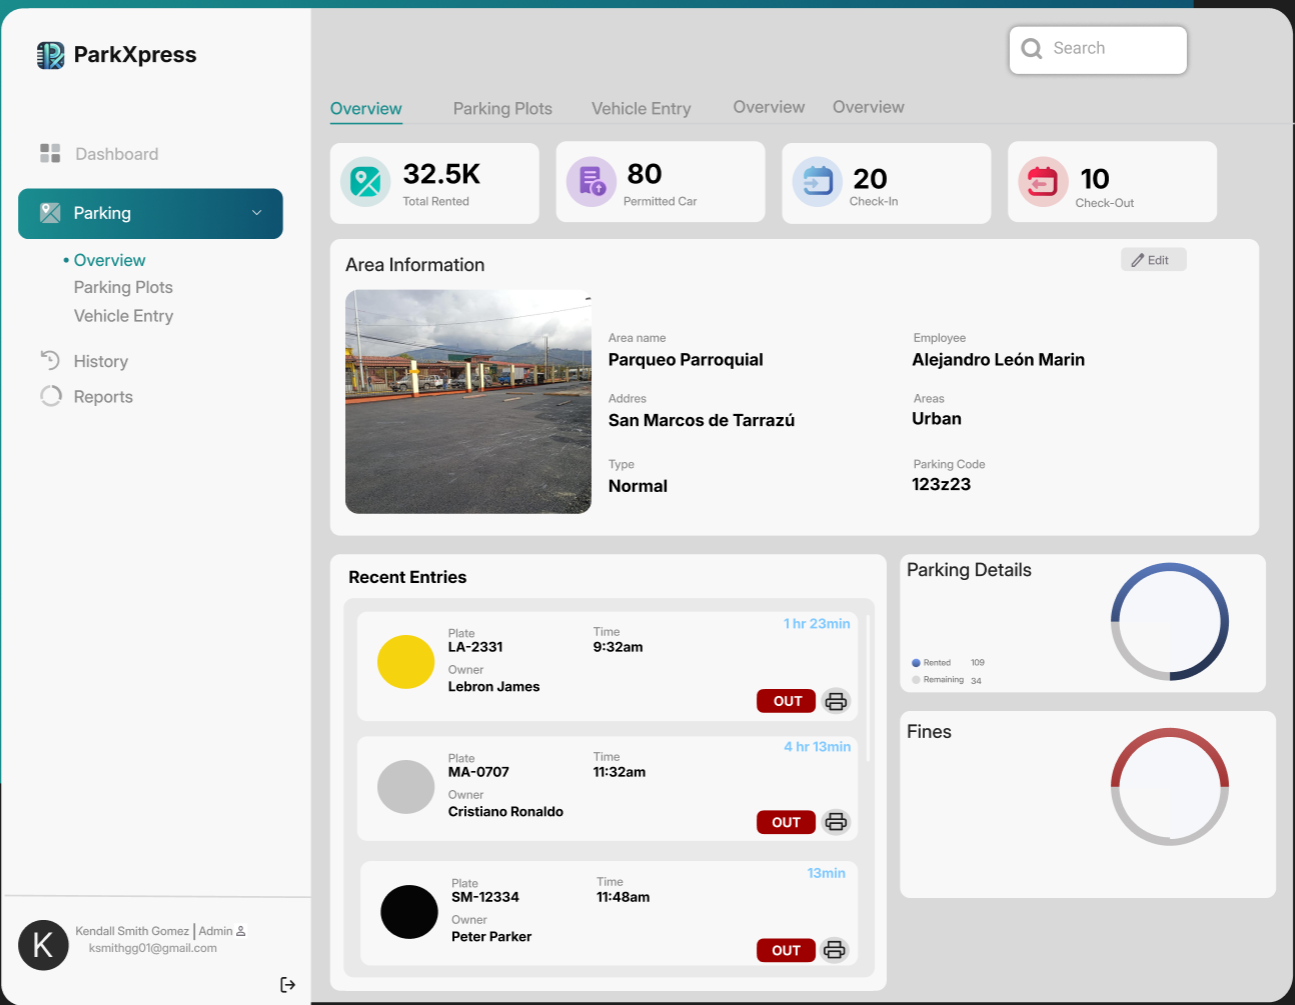 ParkXpress
Search
Overview Parking Plots Vehicle Entry Overview Overview
Dashboard
Parking
• Overview
Parking Plots
Vehicle Entry
History
Reports
32.5K
Total Rented
80
Permitted Car
20
Check-In
10
Check-Out
Area Information
Edit
Area name
Parqueo Parroquial
Employee
Alejandro León Marin
Addres
San Marcos de Tarrazú
Areas
Urban
Type
Normal
Parking Code
123z23
Recent Entries
1 hr 23min
Plate
LA-2331
Time
9:32am
Owner
Lebron James
OUT
4 hr 13min
Plate
MA-0707
Time
11:32am
Owner
Cristiano Ronaldo
OUT
13min
Plate
SM-12334
Time
11:48am
Owner
Peter Parker
OUT
Parking Details
Rented 109
Remaining 34
Fines
K
Kendall Smith Gomez | Admin
ksmithgg01@gmail.com